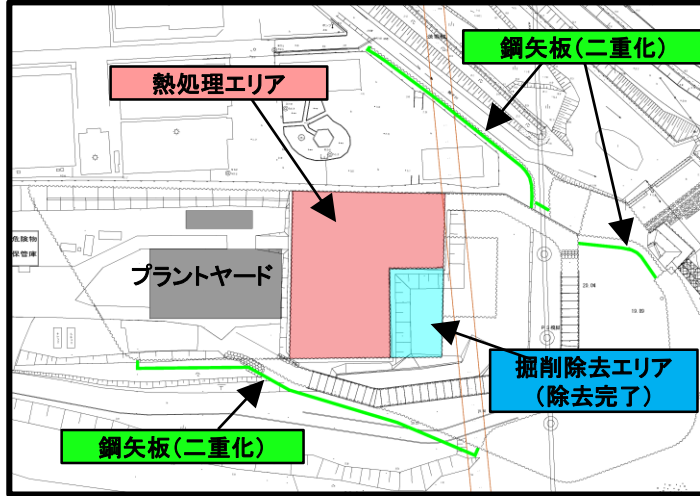 鋼矢板（二重化）
熱処理エリア
危険物
保管庫
プラントヤード
掘削除去エリア
（除去完了）
鋼矢板（二重化）